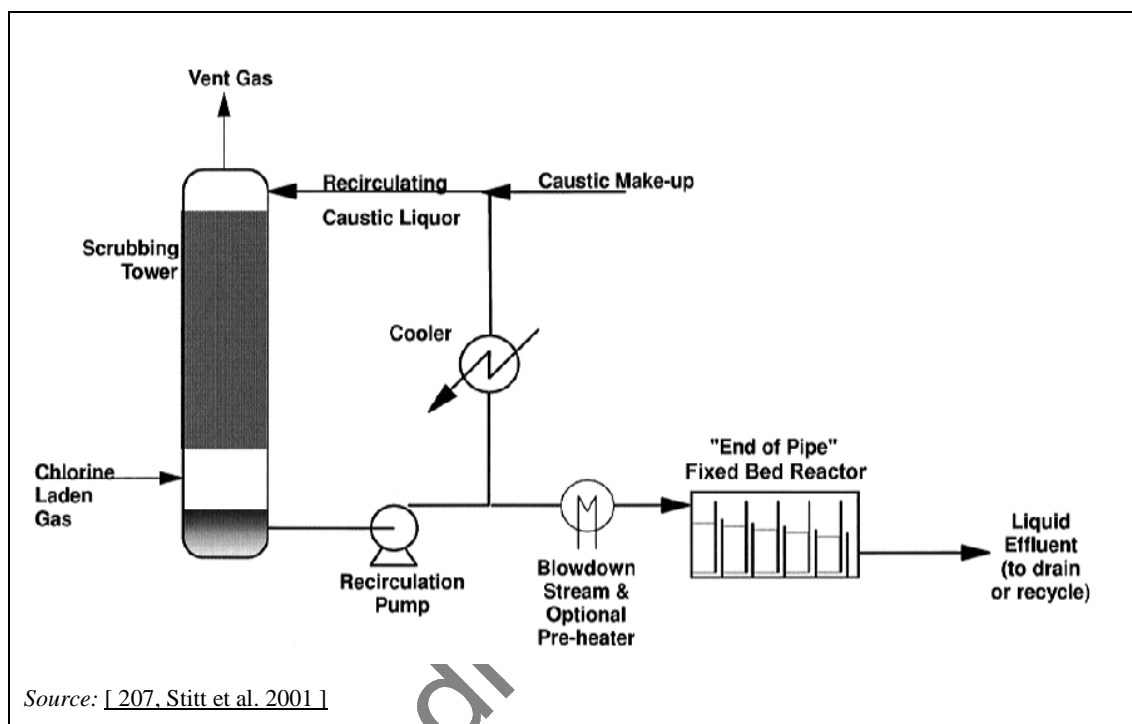 Vent Gas
Recirculating
Caustic Liquor
Caustic Make-up
Scrubbing
Tower
Cooler
"End of Pipe"
Fixed Bed Reactor
Chlorine
Laden
Gas
Liquid
Effluent
(to drain
or recycle)
Recirculation
Pump
Blowdown
Stream &
Optional
Pre-heater
Source: [ 207, Stitt et al. 2001 ]